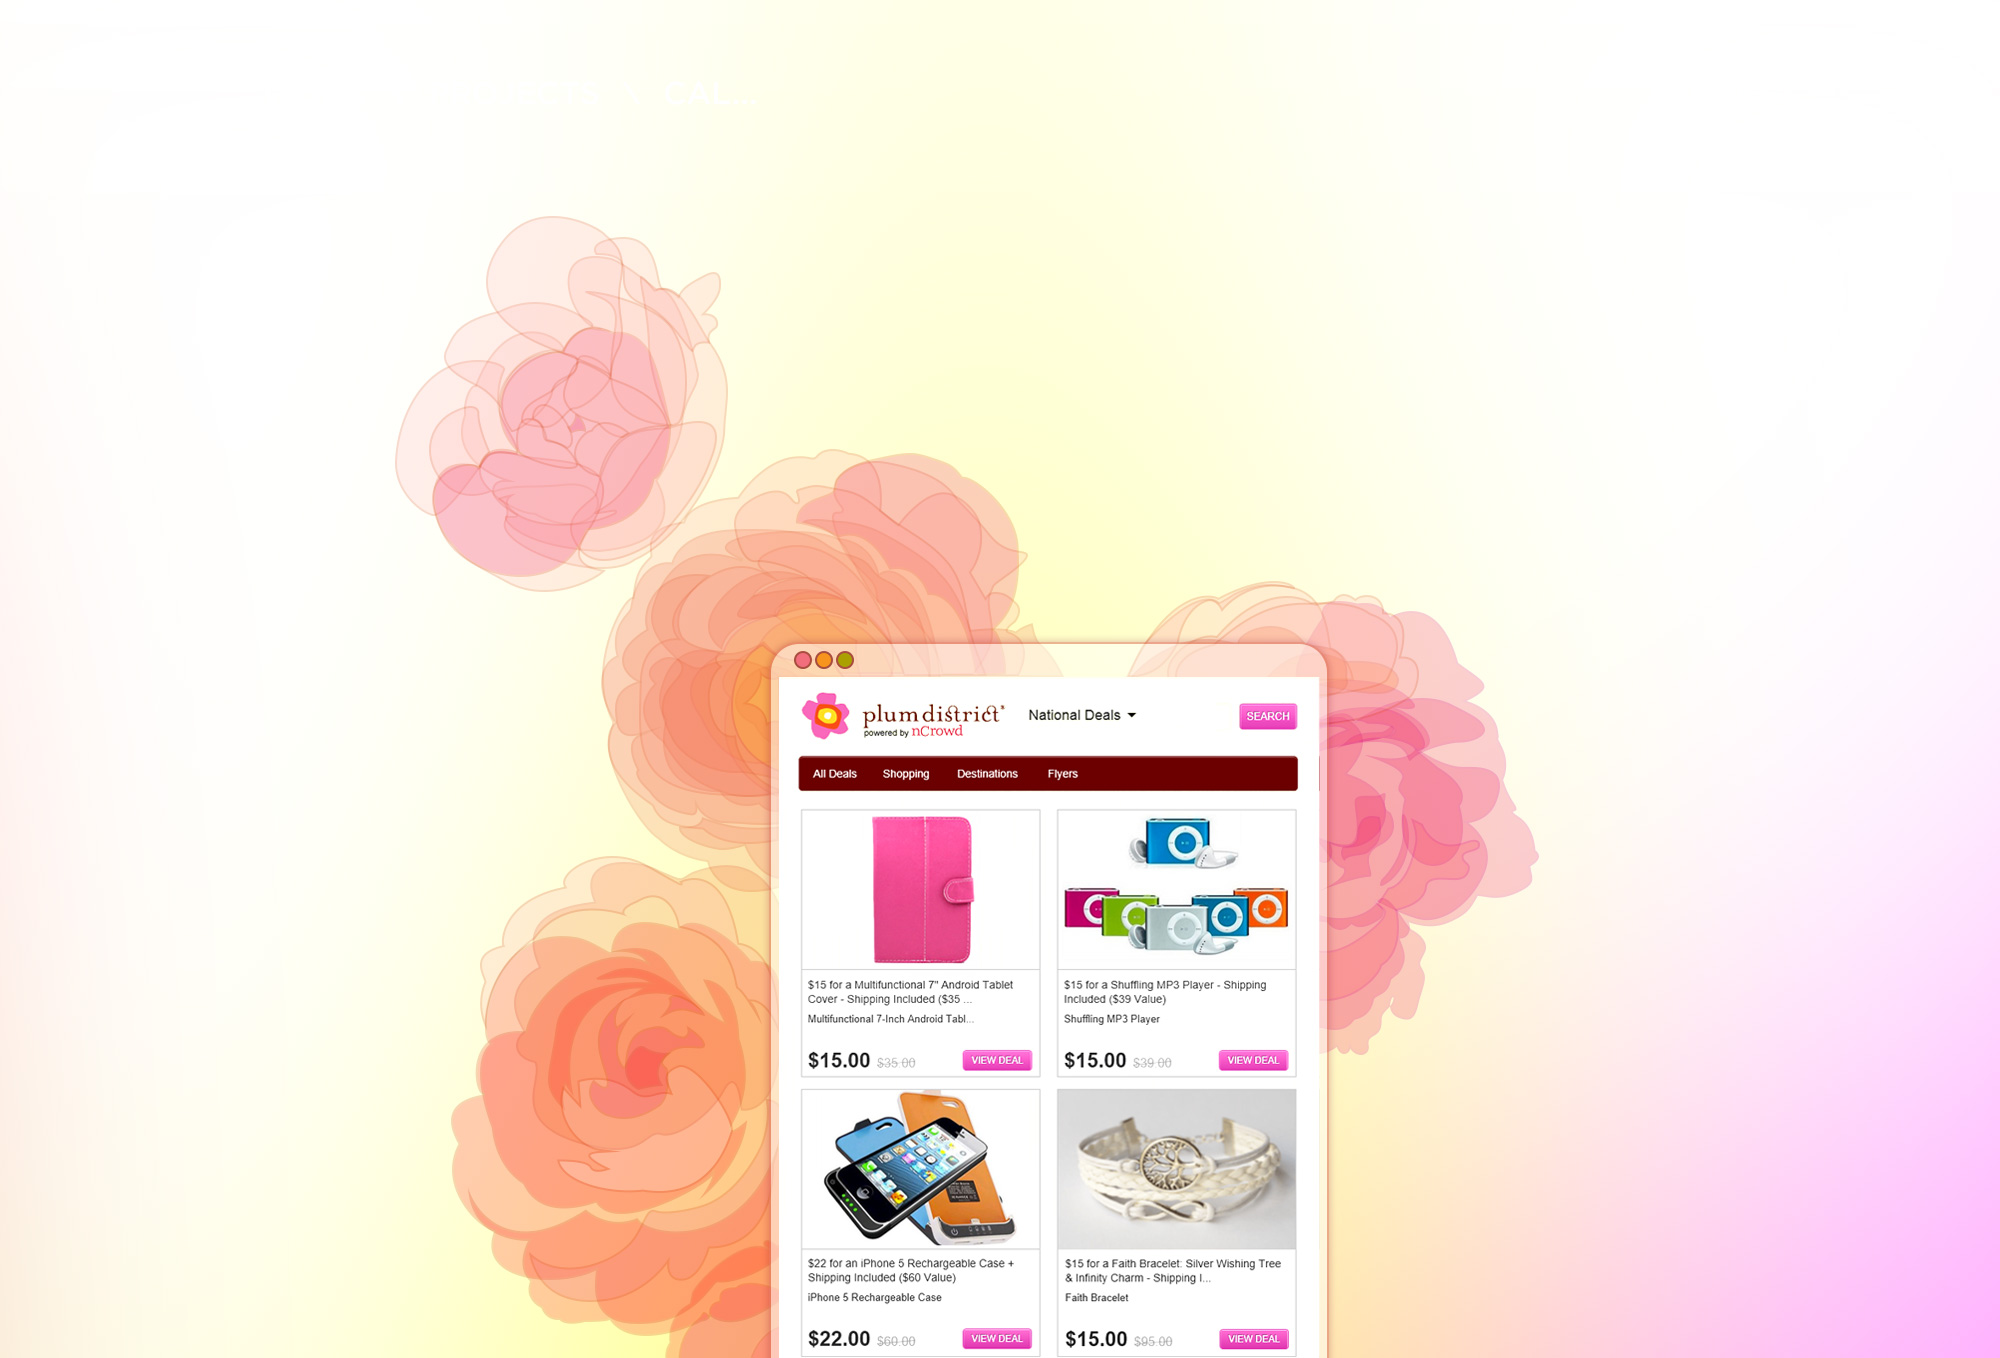 plumdistrict®
powered by nCrowd
National Deals
SEARCH
All Deals Shopping Destinations Flyers
$15 for a Multifunctional 7" Android Tablet
Cover - Shipping Included ($35 ...
Multifunctional 7-Inch Android Tabl...
$15.00 $35.00 VIEW DEAL
$15 for a Shuffling MP3 Player - Shipping
Included ($39 Value)
Shuffling MP3 Player
$15.00 $39.00 VIEW DEAL
$22 for an iPhone 5 Rechargeable Case +
Shipping Included ($60 Value)
iPhone 5 Rechargeable Case
$22.00 $60.00 VIEW DEAL
$15 for a Faith Bracelet: Silver Wishing Tree
& Infinity Charm - Shipping I...
Faith Bracelet
$15.00 $95.00 VIEW DEAL